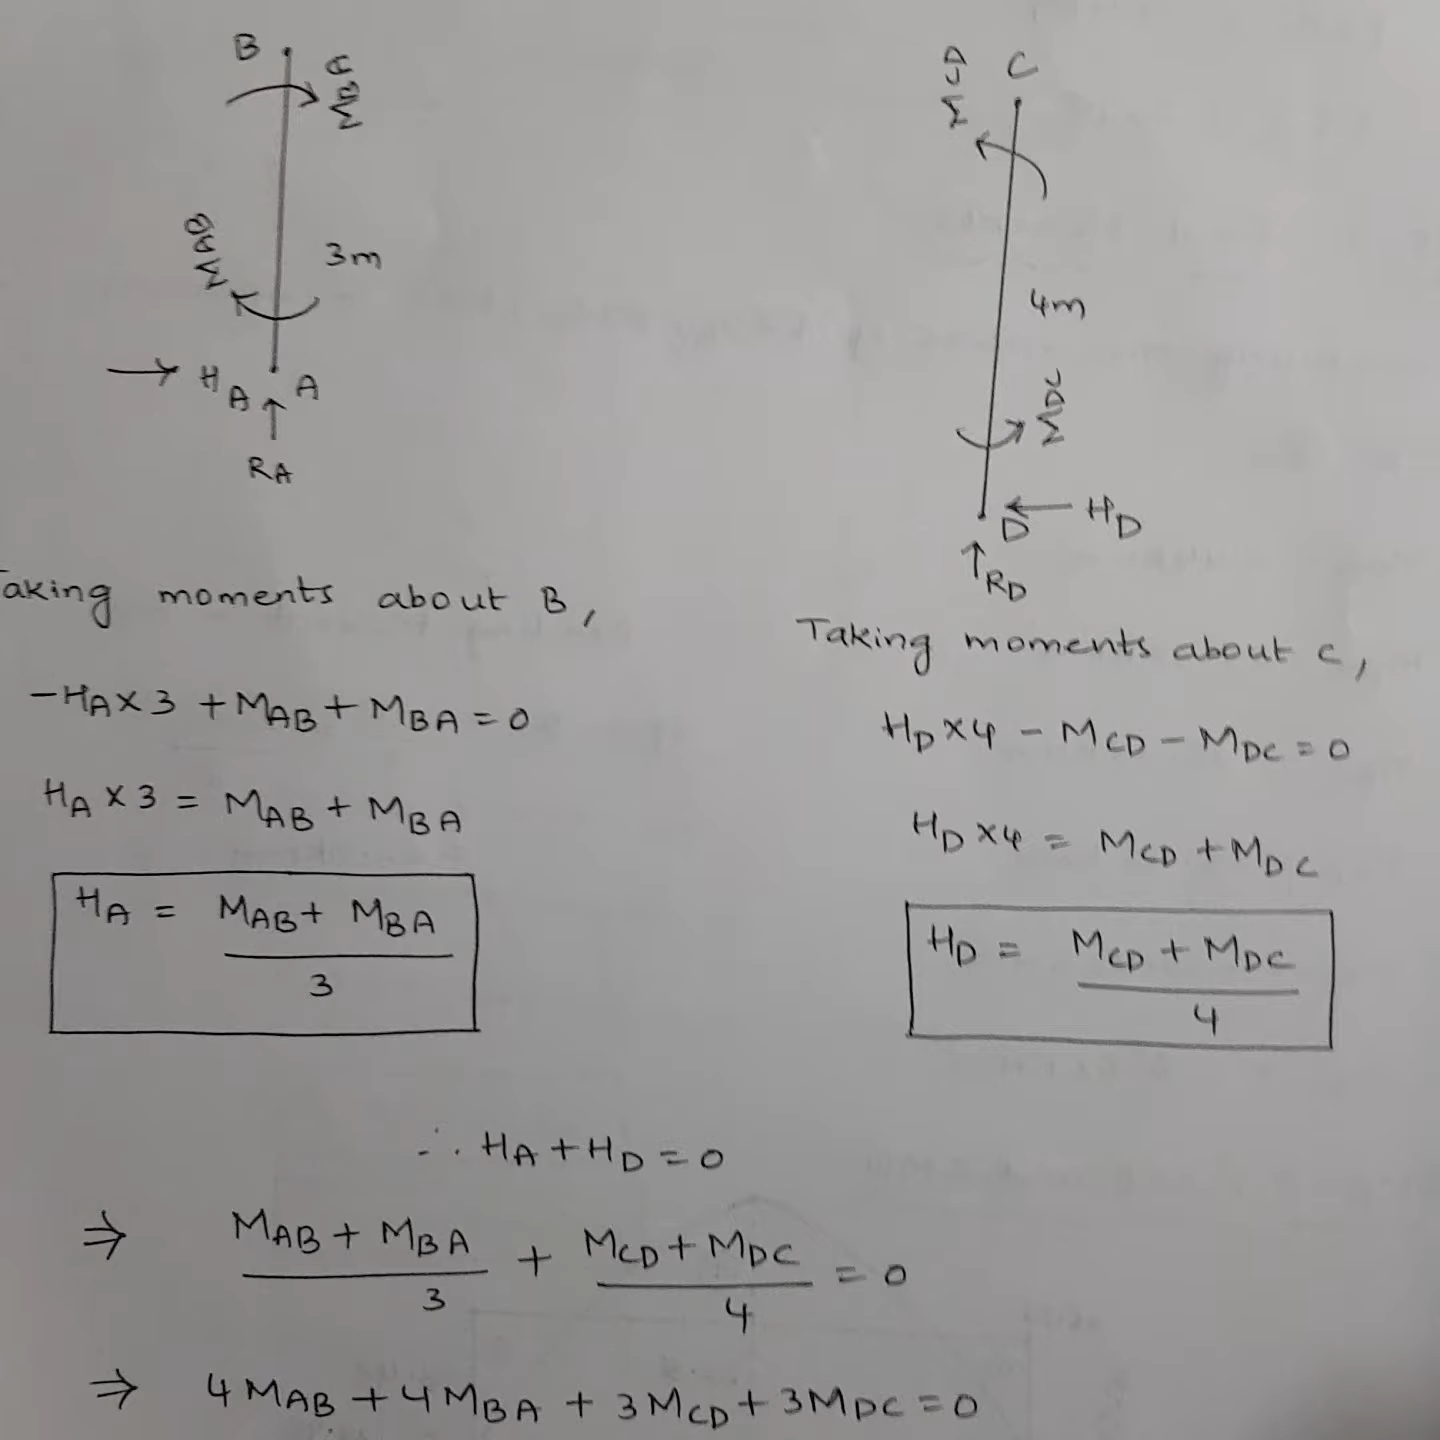 B
MBA
MAB
3m
HA
A
RA
Taking moments about B,
-HA×3 + MAB + MBA = 0
HA × 3 = MAB + MBA
HA = MAB + MBA
3
C
MCD
4m
MDC
D
HD
RD
Taking moments about c,
HD×4 - MCD - MDC = 0
HD×4 = MCD + MDC
HD = MCD + MDC
4
∴ HA + HD = 0
⇒ MAB + MBA + MCD + MDC = 0
3 4
⇒ 4MAB + 4MBA + 3MCD + 3MDC = 0